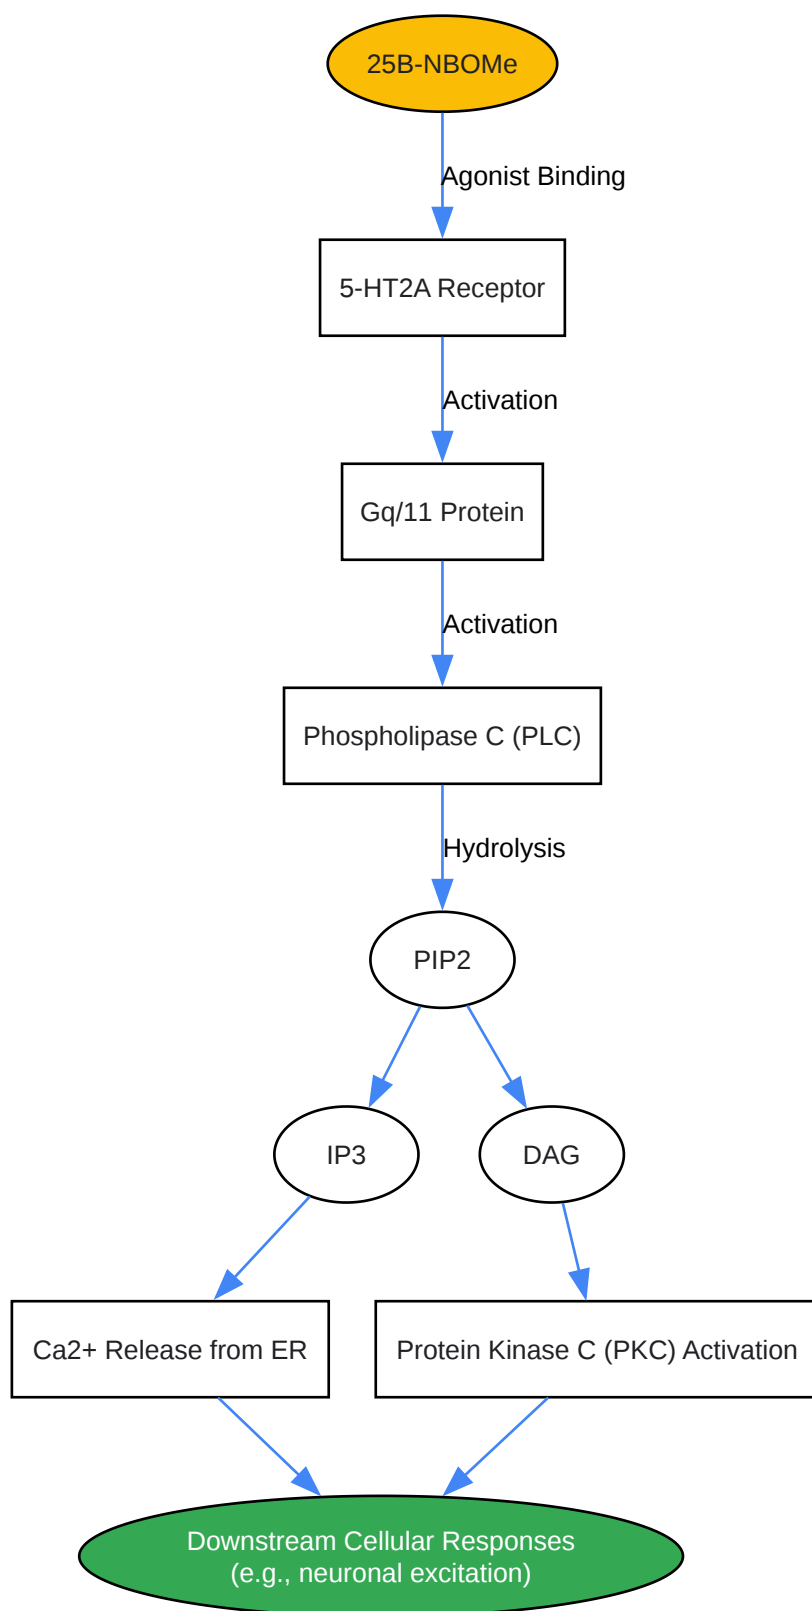 25B-NBOMe
Agonist Binding
5-HT2A Receptor
Activation
Gq/11 Protein
Activation
Phospholipase C (PLC)
Hydrolysis
PIP2
IP3
DAG
Ca2+ Release from ER
Protein Kinase C (PKC) Activation
Downstream Cellular Responses
(e.g., neuronal excitation)